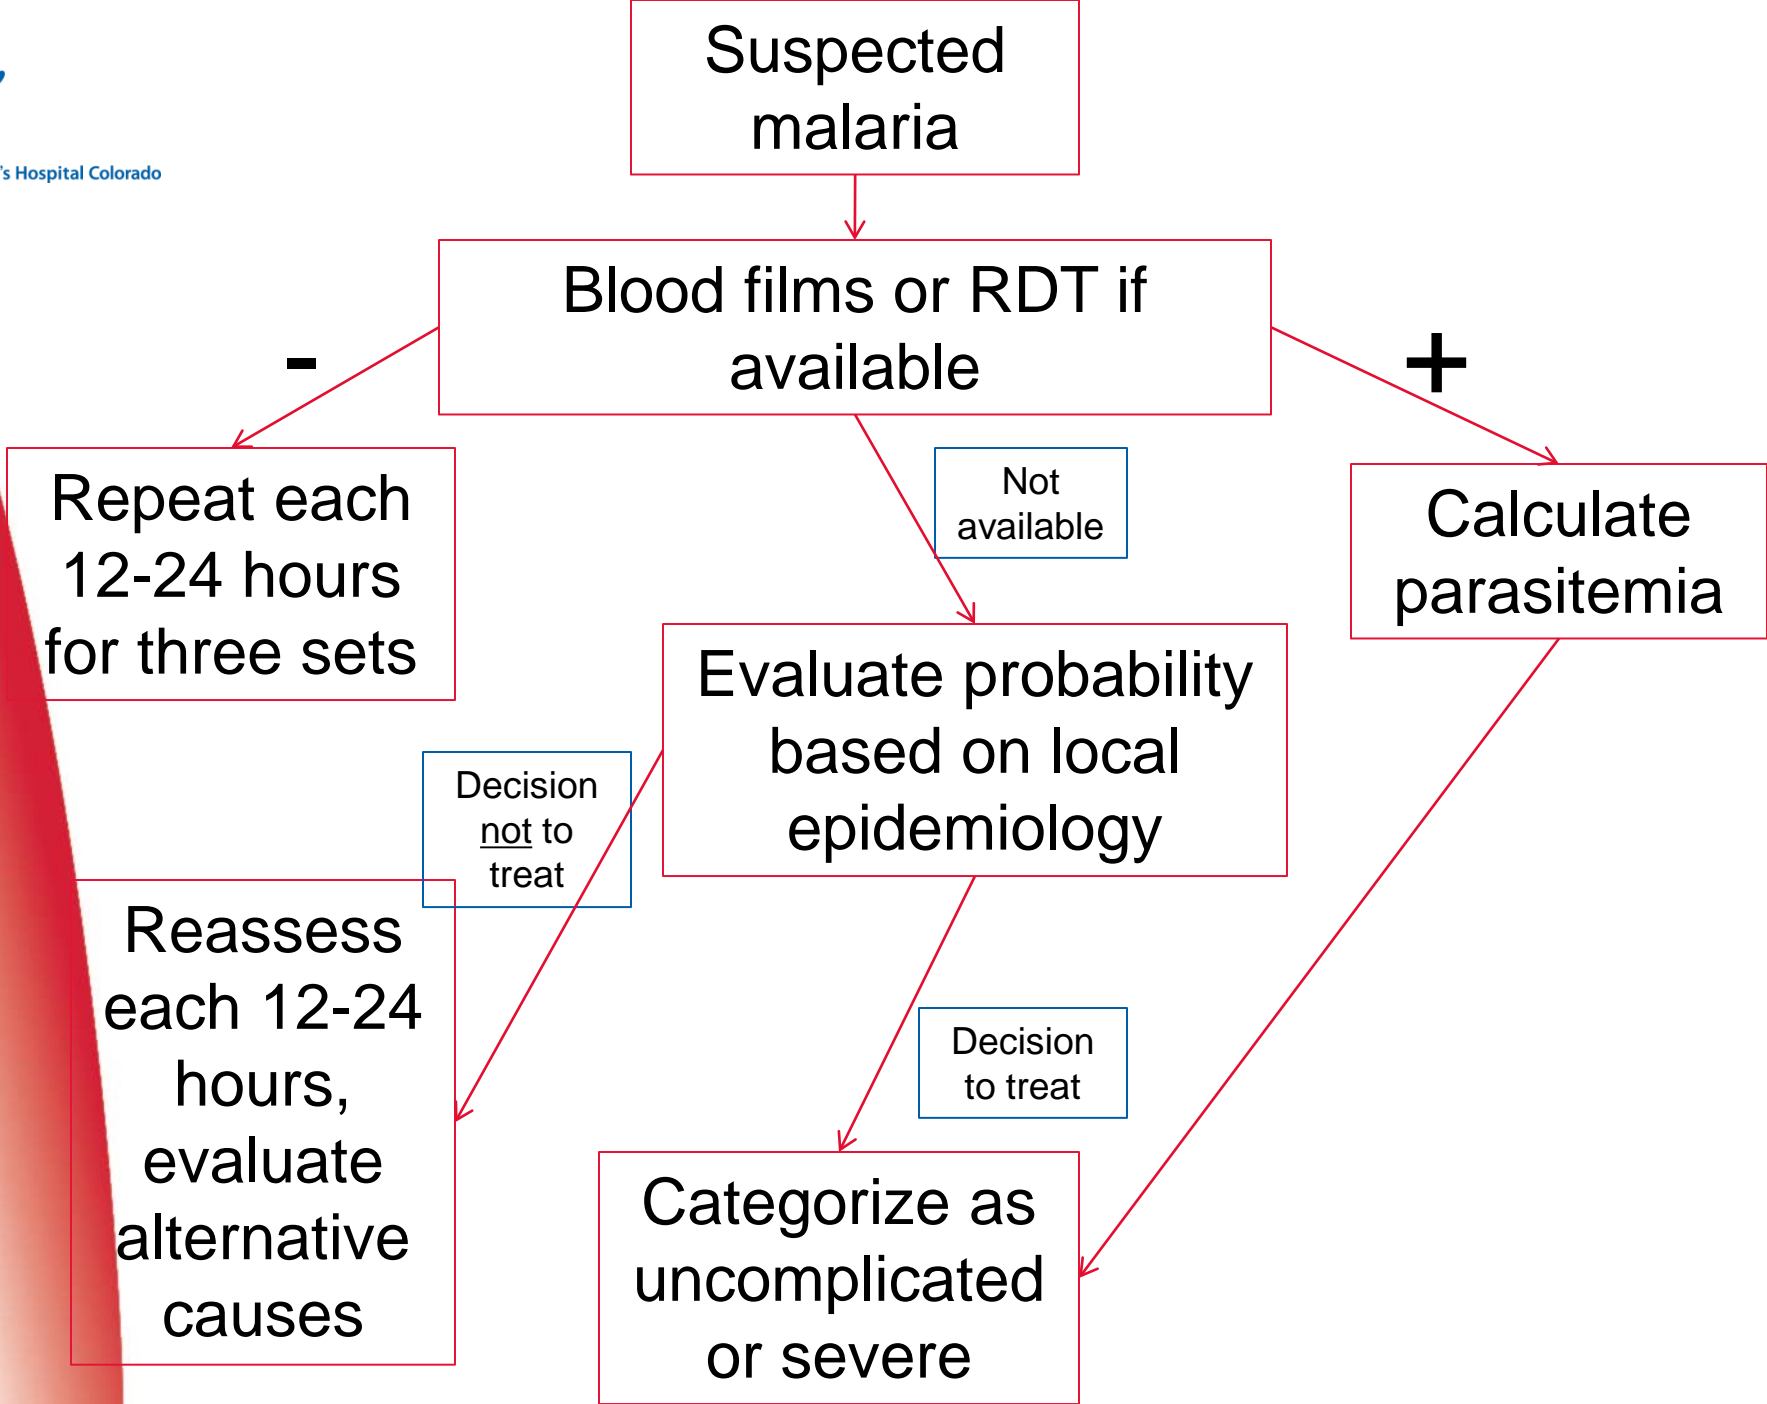 Suspected
malaria
's Hospital Colorado
Blood films or RDT if
available
-
+
Repeat each
12-24 hours
for three sets
Not
available
Calculate
parasitemia
Evaluate probability
based on local
epidemiology
Decision
not to
treat
Reassess
each 12-24
hours,
evaluate
alternative
causes
Decision
to treat
Categorize as
uncomplicated
or severe